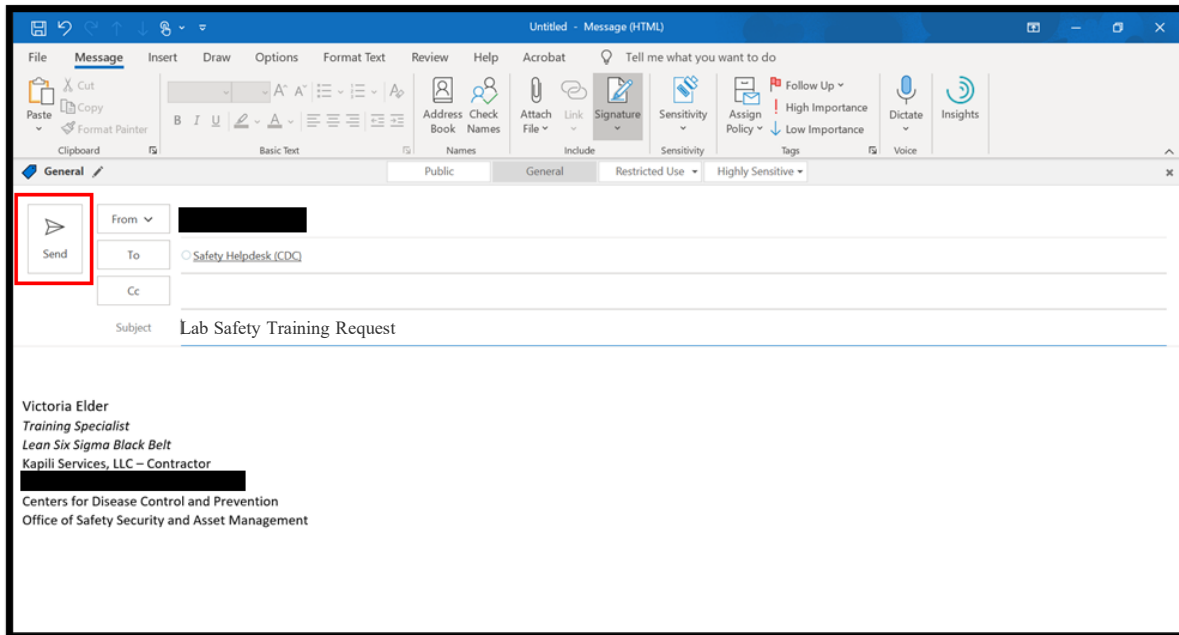 Untitled - Message (HTML)
File Message Insert Draw Options Format Text Review Help Acrobat Tell me what you want to do
Paste
Cut
Copy
Format Painter
Clipboard
B I U A
Basic Text
Address Book
Check Names
Names
Attach File
Link
Signature
Include
Sensitivity
Sensitivity
Assign Policy
Follow Up
High Importance
Low Importance
Tags
Dictate
Voice
Insights
General Public General Restricted Use Highly Sensitive
Send
From
To Safety Helpdesk (CDC)
Cc
Subject Lab Safety Training Request
Victoria Elder
Training Specialist
Lean Six Sigma Black Belt
Kapili Services, LLC – Contractor
Centers for Disease Control and Prevention
Office of Safety Security and Asset Management